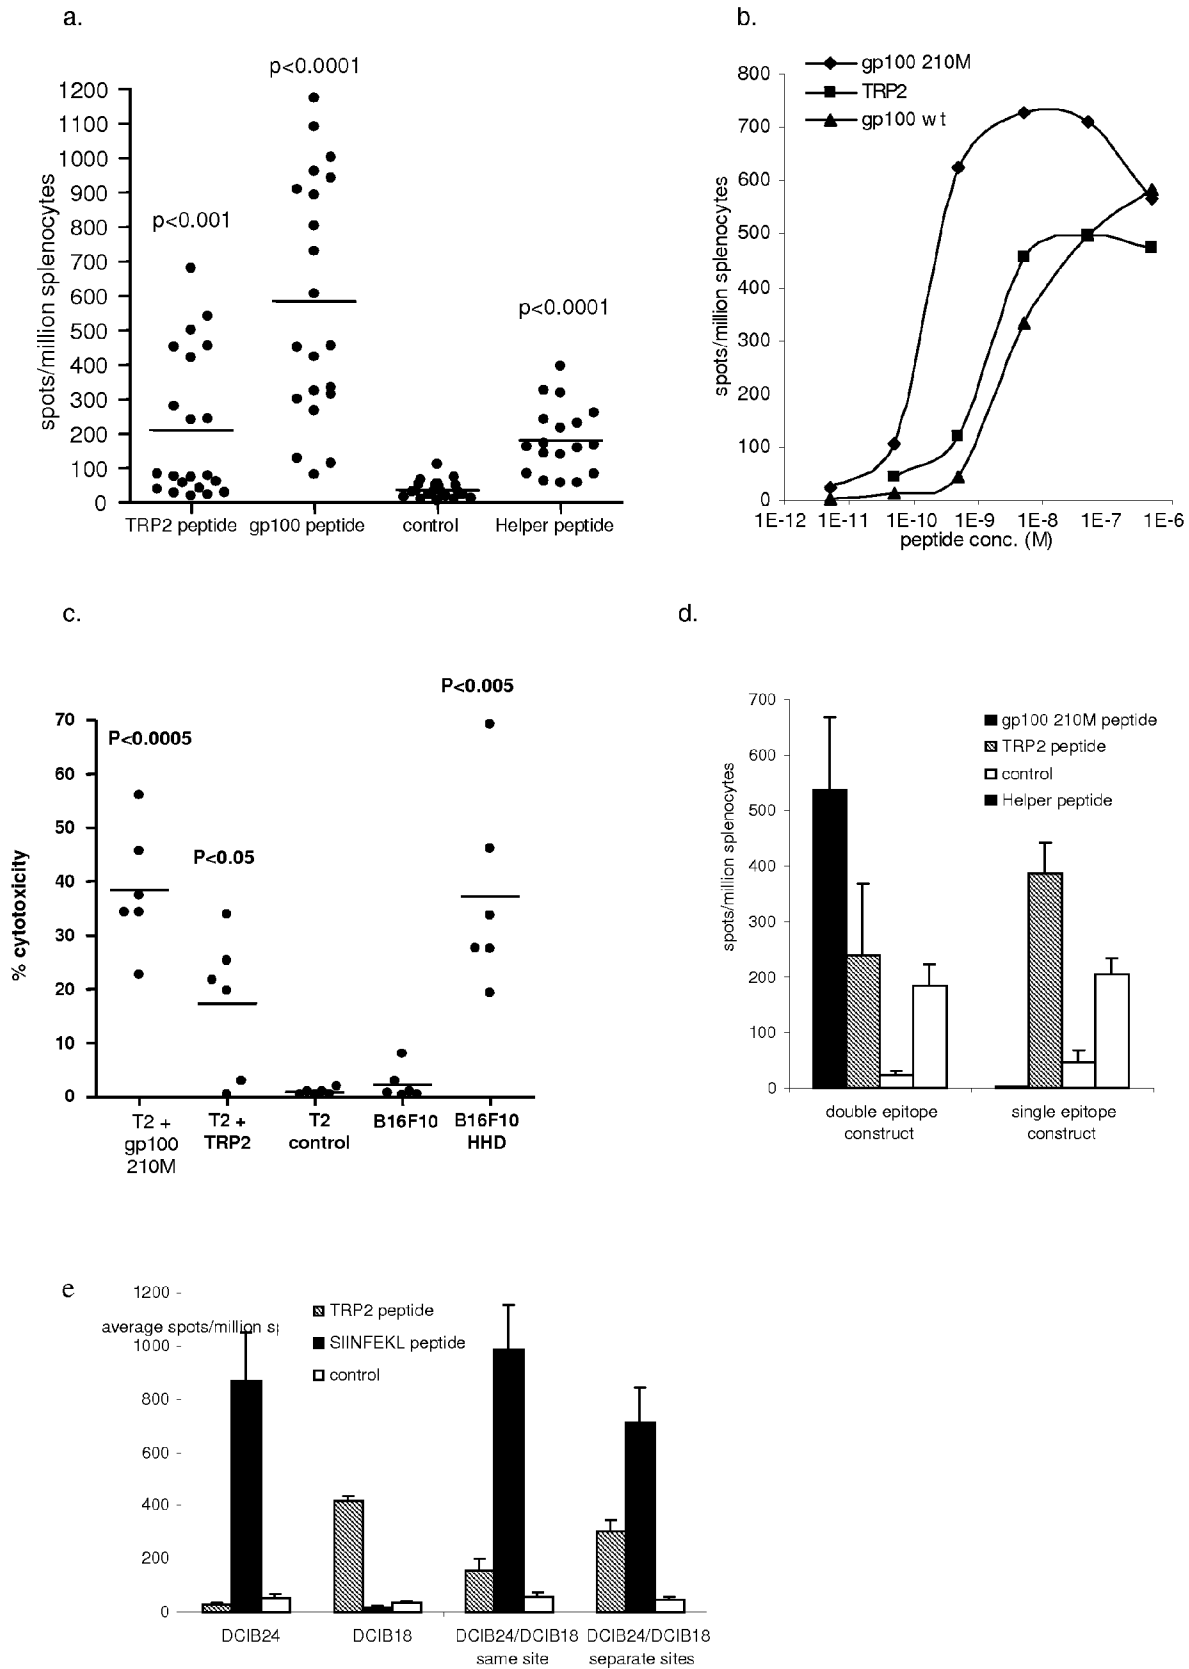 a.
p<0.0001
p<0.001
p<0.0001
1200
1100
1000
900
800
700
600
500
400
300
200
100
0
spots/million splenocytes
TRP2 peptide
gp100 peptide
control
Helper peptide
b.
gp100 210M
TRP2
gp100 wt
800
700
600
500
400
300
200
100
0
spots/million splenocytes
1E-12 1E-11 1E-10 1E-9 1E-8 1E-7 1E-6
peptide conc. (M)
c.
P<0.0005
P<0.05
P<0.005
70
60
50
40
30
20
10
0
% cytotoxicity
T2 +
gp100
210M
T2 +
TRP2
T2
control
B16F10
B16F10
HHD
d.
gp100 210M peptide
TRP2 peptide
control
Helper peptide
700
600
500
400
300
200
100
0
spots/million splenocytes
double epitope
construct
single epitope
construct
e
average spots/million
TRP2 peptide
SIINFEKL peptide
control
1200
1000
800
600
400
200
0
DCIB24
DCIB18
DCIB24/DCIB18
same site
DCIB24/DCIB18
separate sites